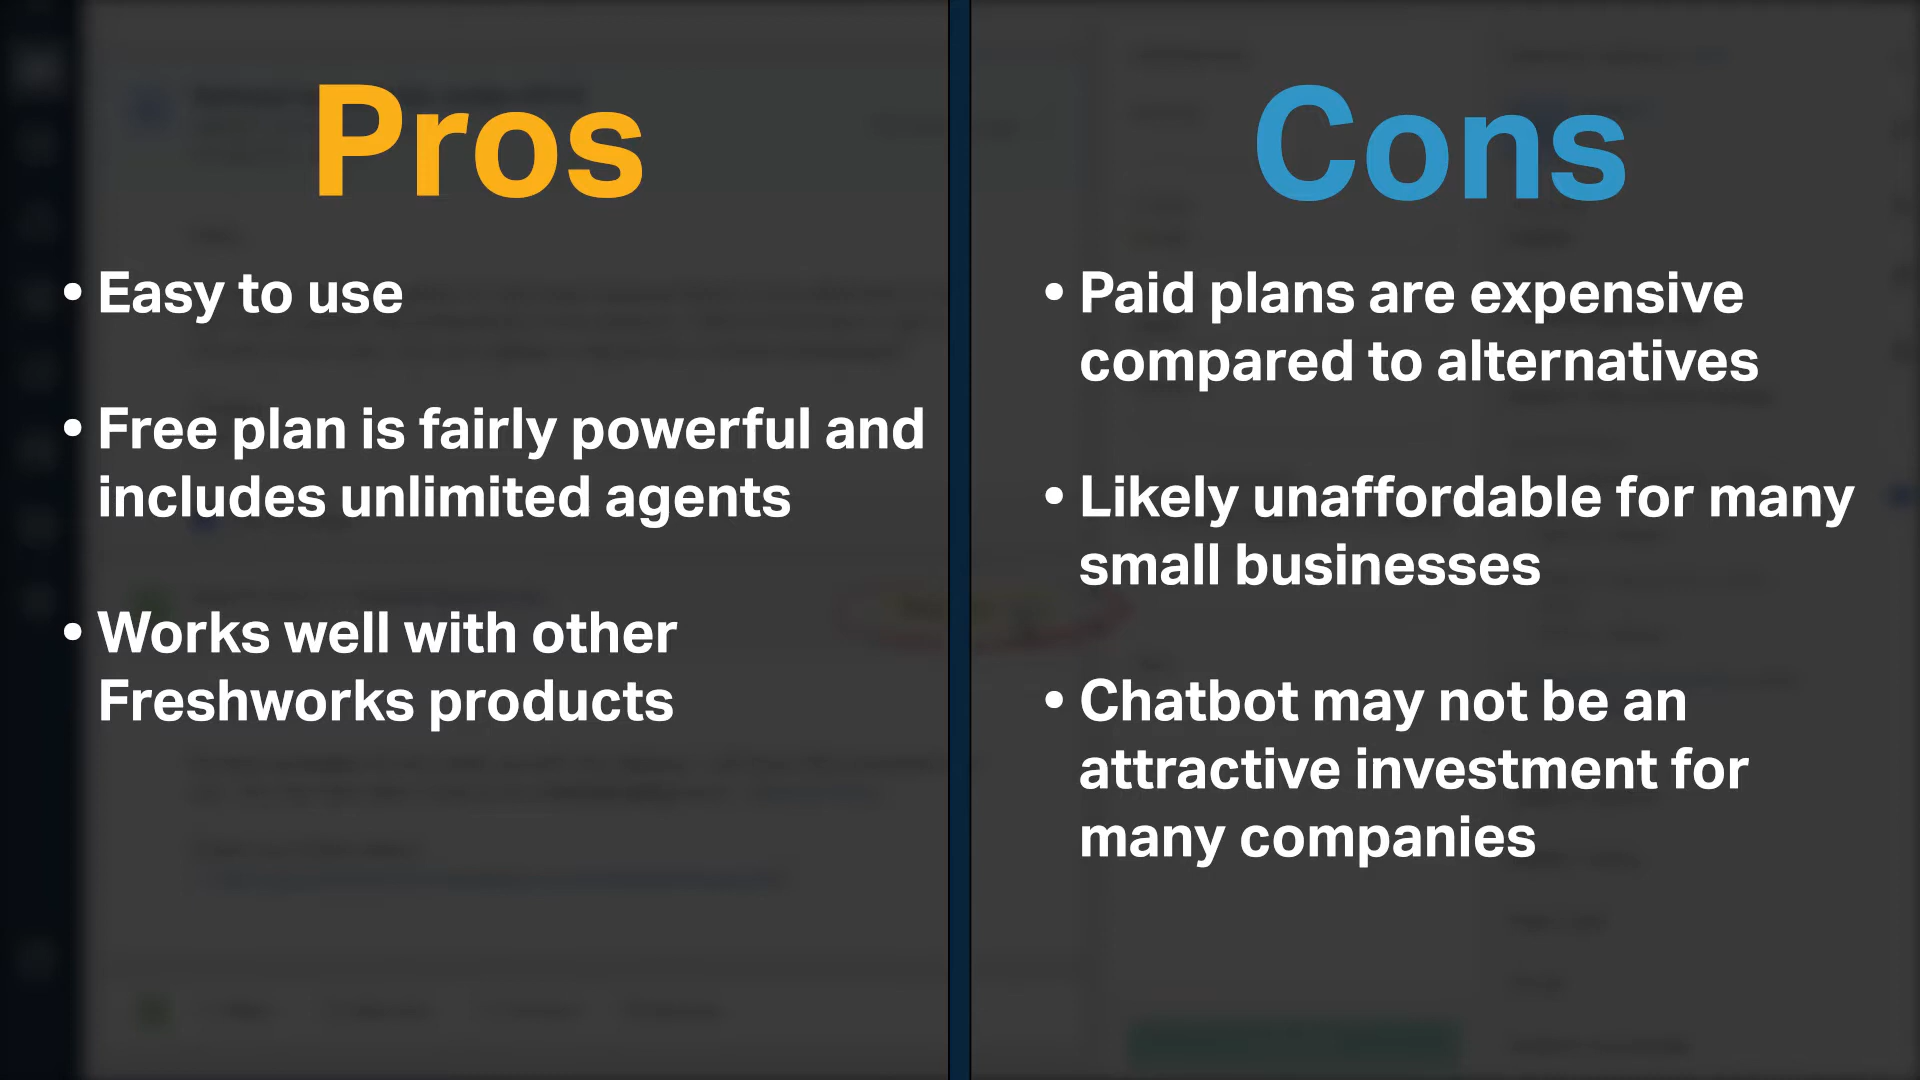 Pros
• Easy to use
• Free plan is fairly powerful and
includes unlimited agents
• Works well with other
Freshworks products
Cons
• Paid plans are expensive
compared to alternatives
• Likely unaffordable for many
small businesses
• Chatbot may not be an
attractive investment for
many companies